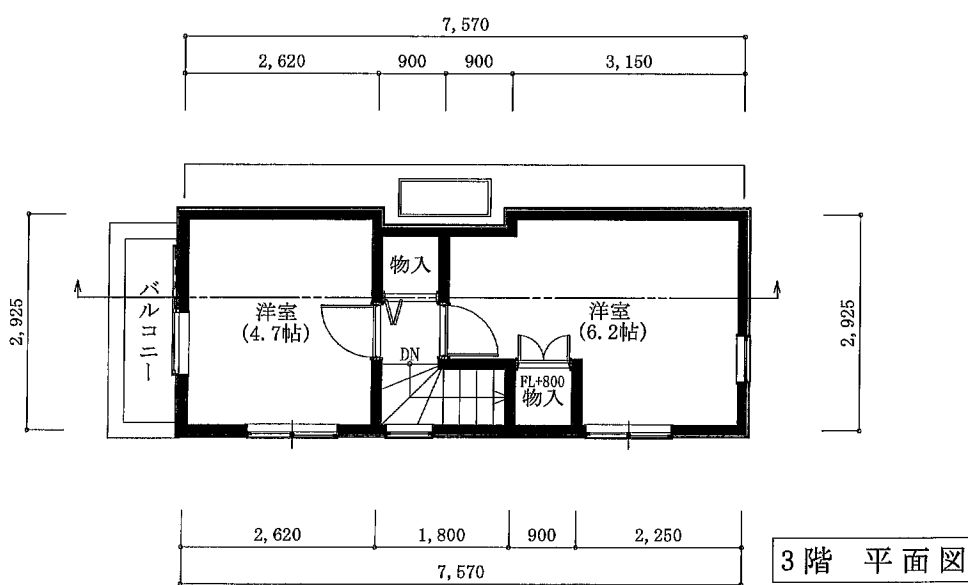 7,570
2,620 900 900 3,150
2,925
バルコニー
洋室
(4.7帖)
物入
DN
洋室
(6.2帖)
FL+800
物入
2,925
2,620 1,800 900 2,250
7,570
3階 平面図